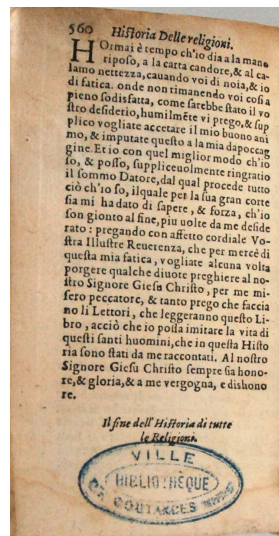 560 Historia Delle religioni.
HOrmai è tempo ch'io dia a la mano
riposo, a la carta candore, & al ca-
lamo nettezza, cauando voi di noia, & io
di fatica. onde non rimanendo voi cosi a
pieno sodisfatta, come sarebbe stato il vo
stro desiderio, humilmẽte vi prego, & sup
plico vogliate accetare il mio buono ani
mo, & imputate questo a la mia dapoccag
gine. Et io con quel miglior modo ch'io
so, & posso, suppliceuolmente ringratio
il sommo Datore, dal qual procede tutto
ciò ch'io so, ilquale per la sua gran corte
sia mi ha dato di sapere, & forza, ch'io
son gionto al fine, piu uolte da me deside
rato: pregando con affetto cordiale Vo-
stra Illustre Reuerenza, che per mercé di
questa mia fatica, vogliate alcuna volta
porgere qualche diuote preghiere al no-
stro Signore Giesu Christo, per me mi-
sero peccatore, & tanto prego che faccia
no li Lettori, che leggeranno questo Li-
bro, acciò che io possa imitare la vita di
questi santi huomini, che in questa Histo
ria sono stati da me raccontati. Al nostro
Signore Giesu Christo sempre sia hono-
re, & gloria, & a me vergogna, e dishono
re.
Il fine dell'Historia di tutte
le Religioni.
VILLE
BIBLIOTHÈQUE
DE COUTANCES